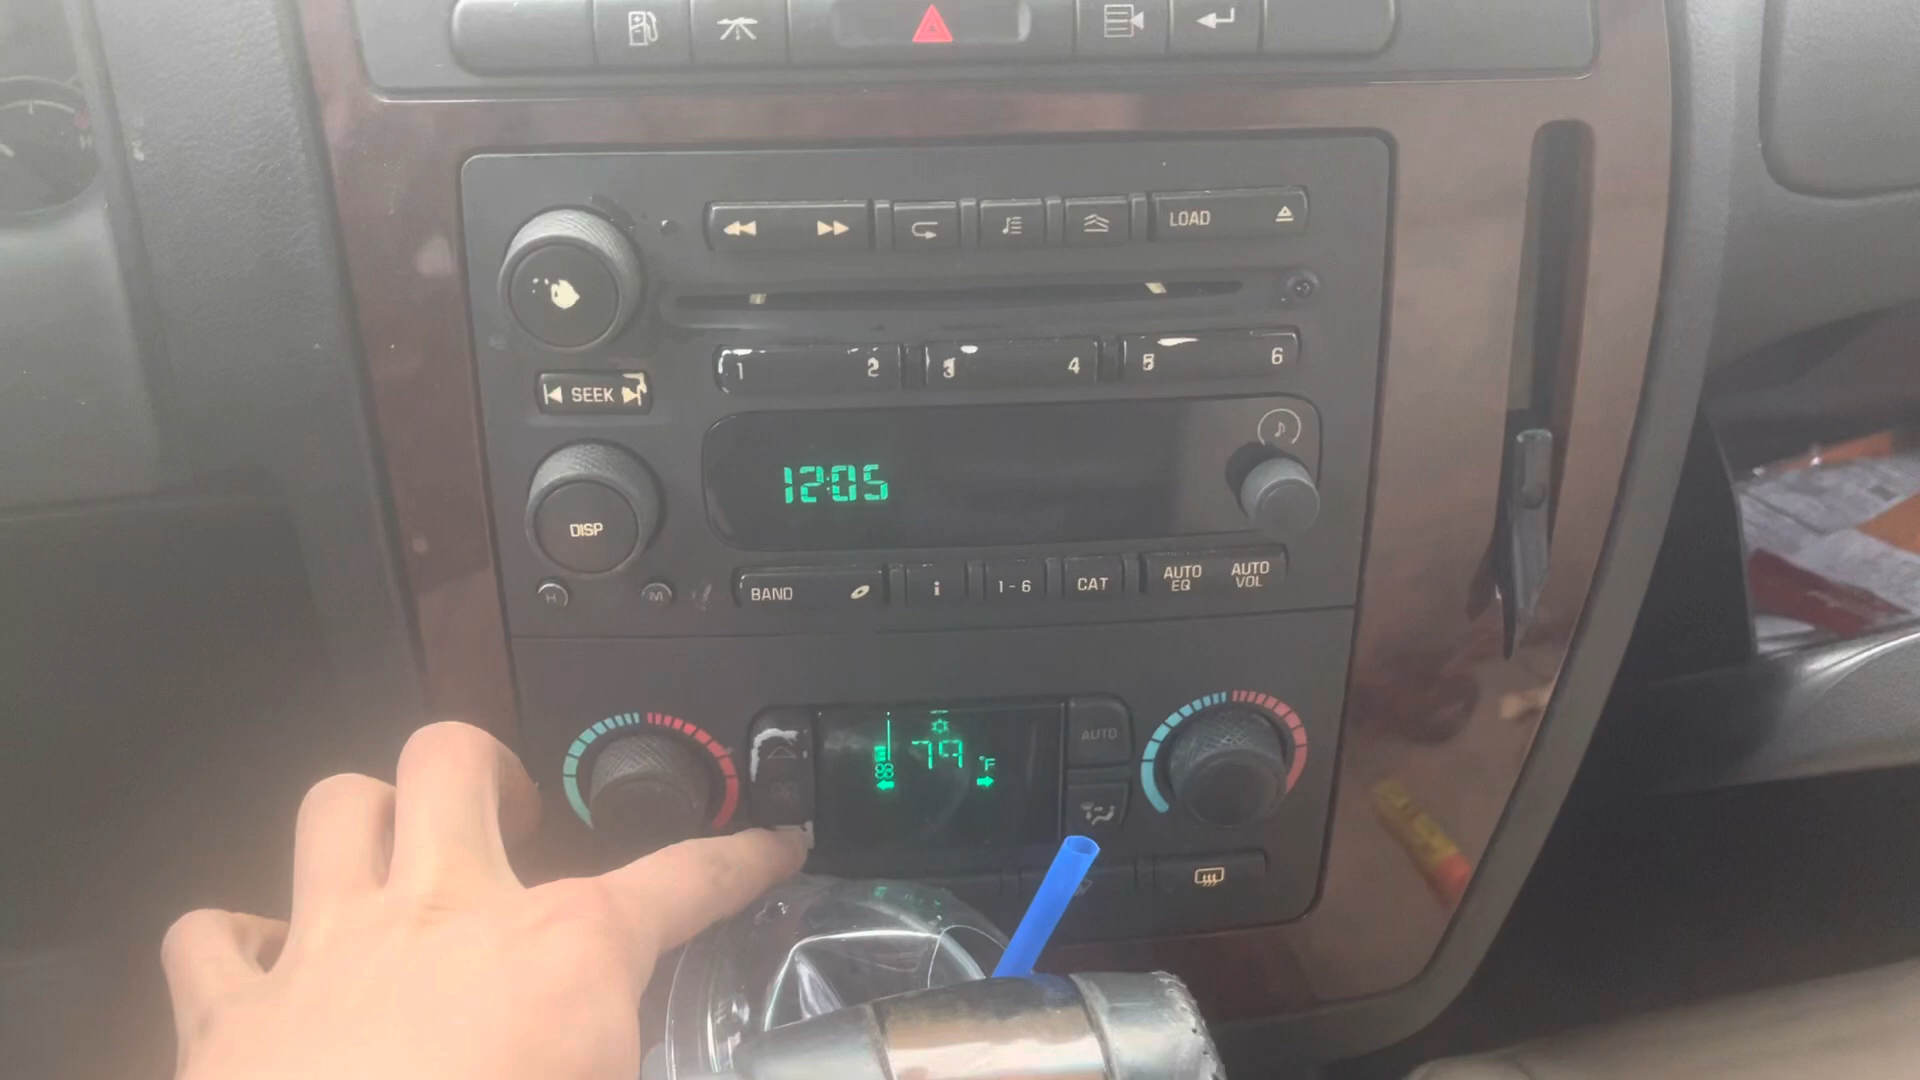 LOAD
1 2 3 4 5 6
SEEK
12:05
DISP
H M
BAND i 1-6 CAT AUTO EQ AUTO VOL
79 °F
AUTO